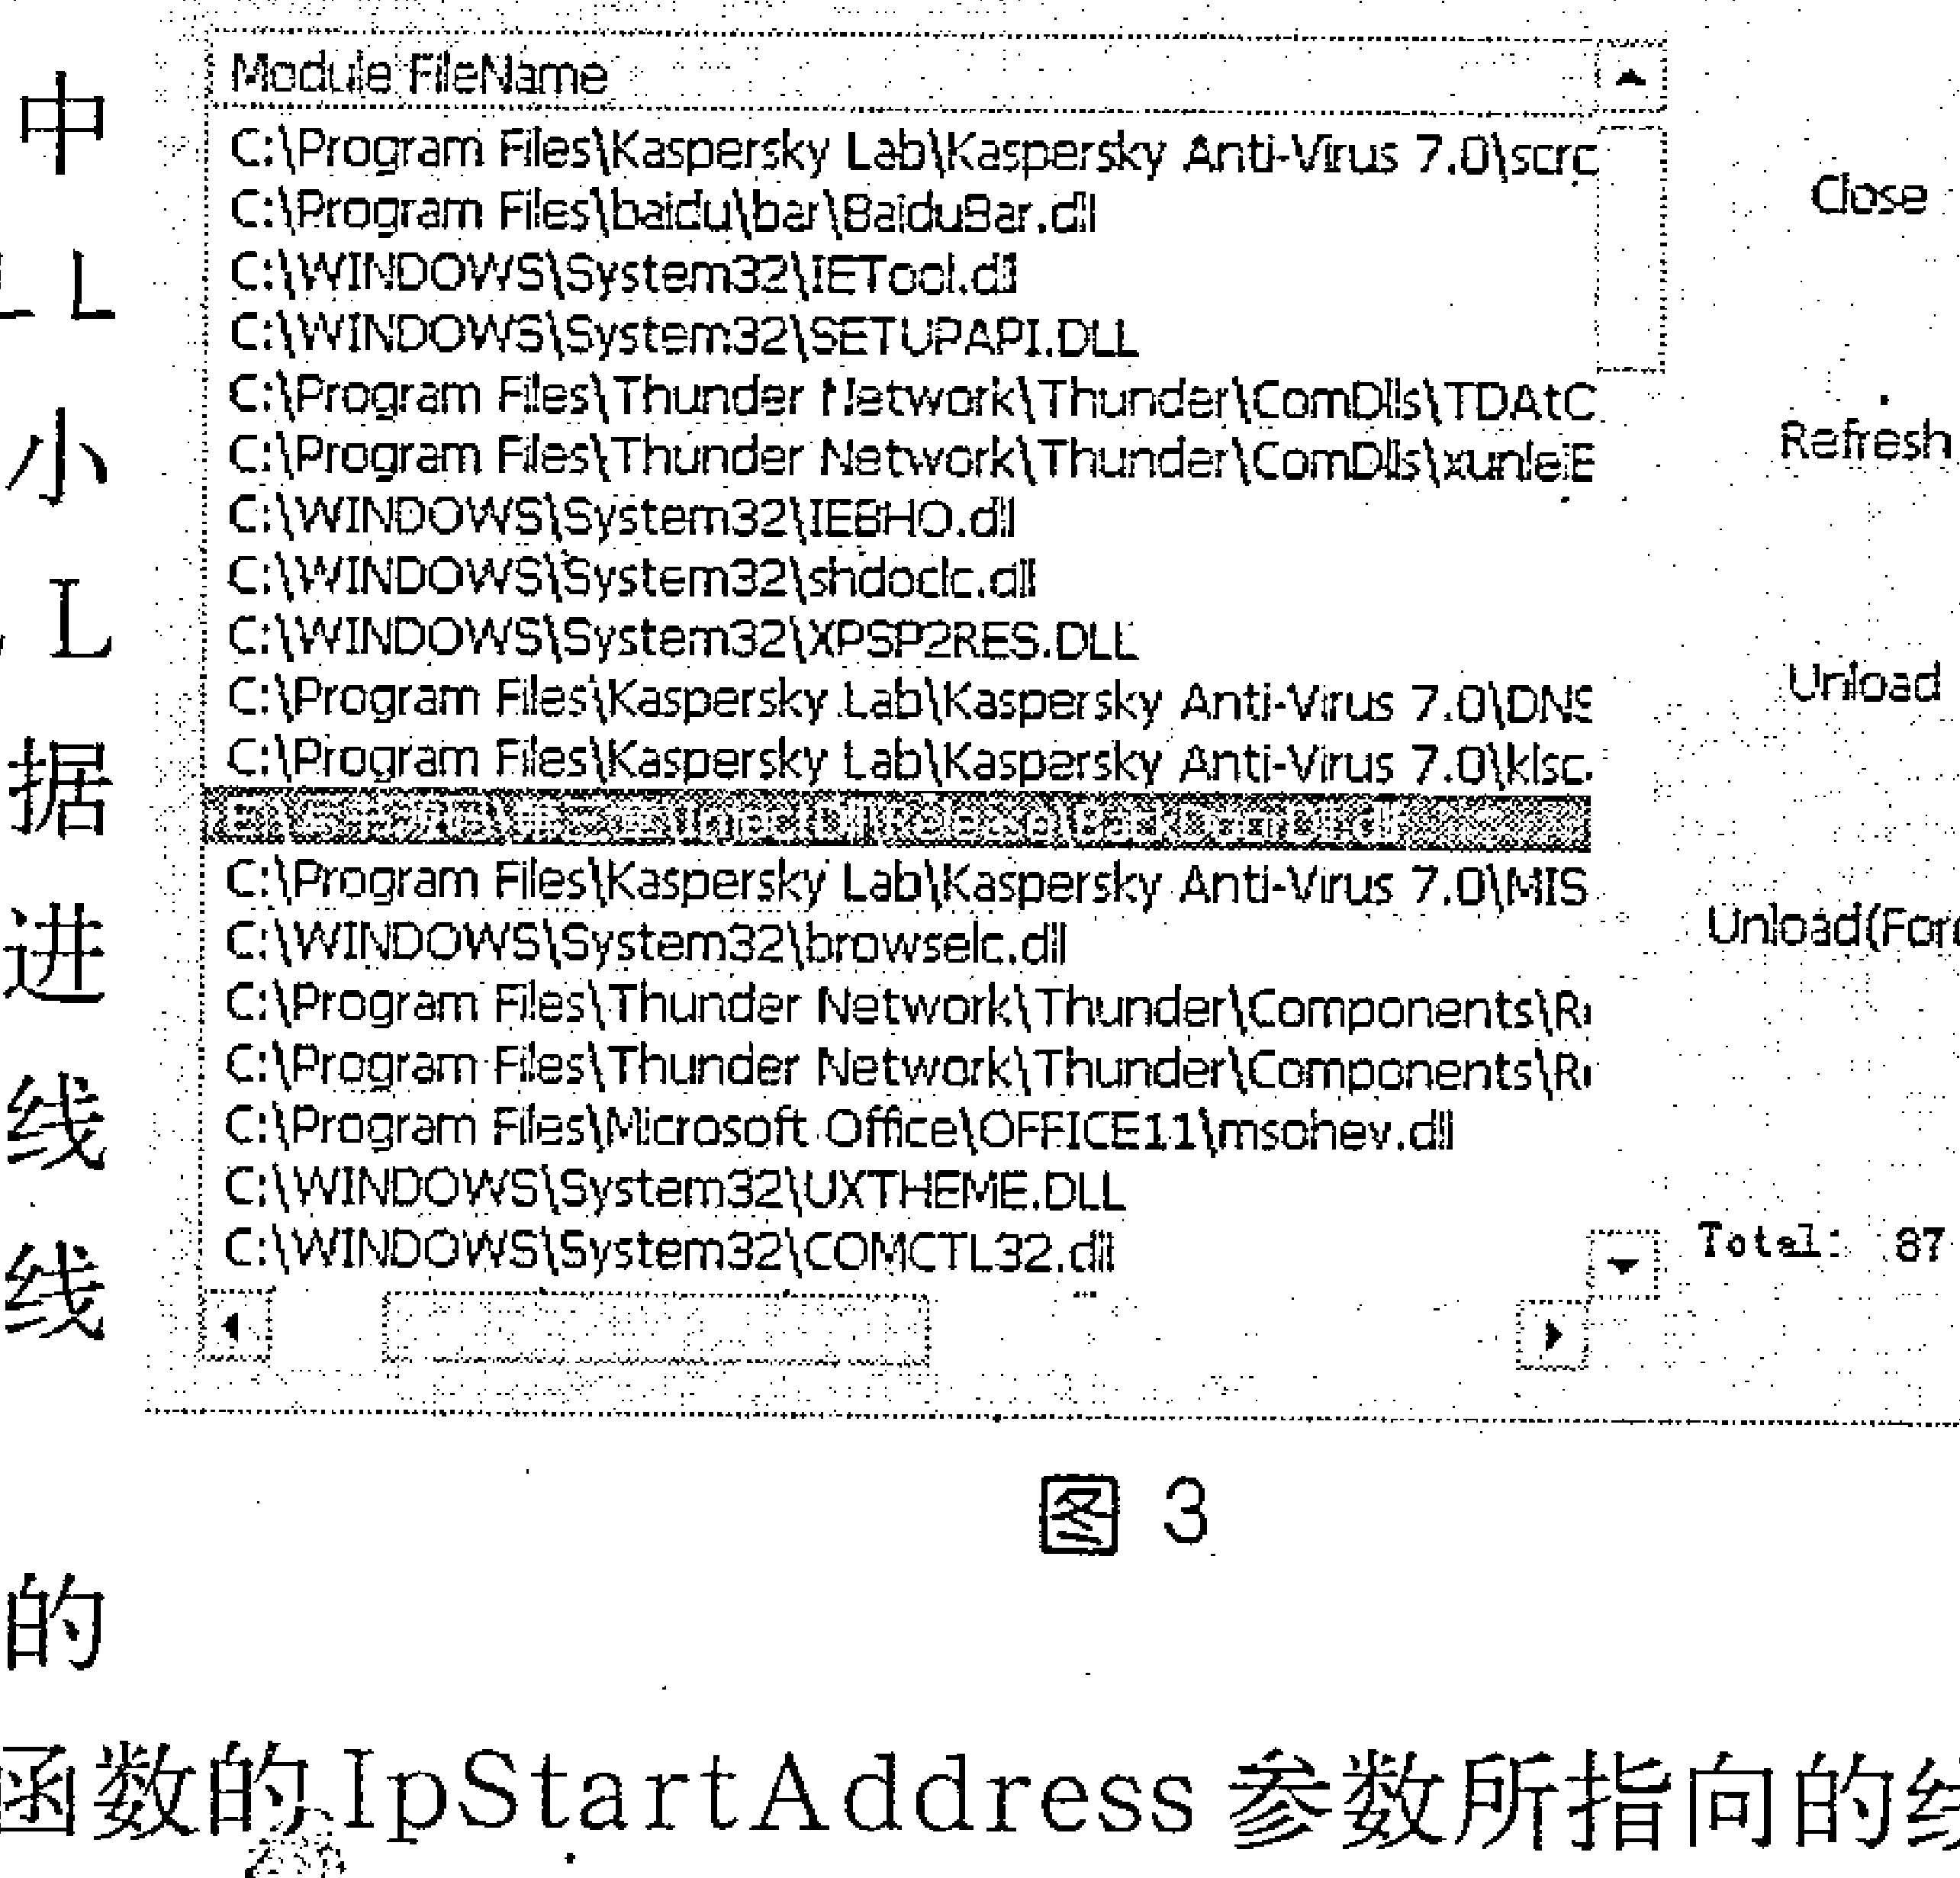 中
L L
小
L
据
进
线
线
的
Module FileName
C:\Program Files\Kaspersky Lab\Kaspersky Anti-Virus 7.0\scrc
C:\Program Files\baidu\bar\BaiduBar.dll
C:\WINDOWS\System32\IETool.dll
C:\WINDOWS\System32\SETUPAPI.DLL
C:\Program Files\Thunder Network\Thunder\ComDlls\TDAtC
C:\Program Files\Thunder Network\Thunder\ComDlls\xunleiB
C:\WINDOWS\System32\IEBHO.dll
C:\WINDOWS\System32\shdoclc.dll
C:\WINDOWS\System32\XPSP2RES.DLL
C:\Program Files\Kaspersky Lab\Kaspersky Anti-Virus 7.0\DNS
C:\Program Files\Kaspersky Lab\Kaspersky Anti-Virus 7.0\klsc
\InjectDll\Release\BackDoorDll.dll
C:\Program Files\Kaspersky Lab\Kaspersky Anti-Virus 7.0\MIS
C:\WINDOWS\System32\browselc.dll
C:\Program Files\Thunder Network\Thunder\Components\R
C:\Program Files\Thunder Network\Thunder\Components\R
C:\Program Files\Microsoft Office\OFFICE11\msohev.dll
C:\WINDOWS\System32\UXTHEME.DLL
C:\WINDOWS\System32\COMCTL32.dll
Close
Refresh
Unload
Unload(Forc
Total: 87
图 3
函数的IpStartAddress参数所指向的线